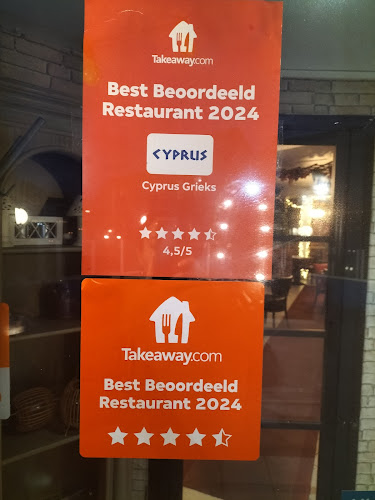 Takeaway.com
Best Beoordeeld
Restaurant 2024
CYPRUS
Cyprus Grieks
4,5/5
Takeaway.com
Best Beoordeeld
Restaurant 2024